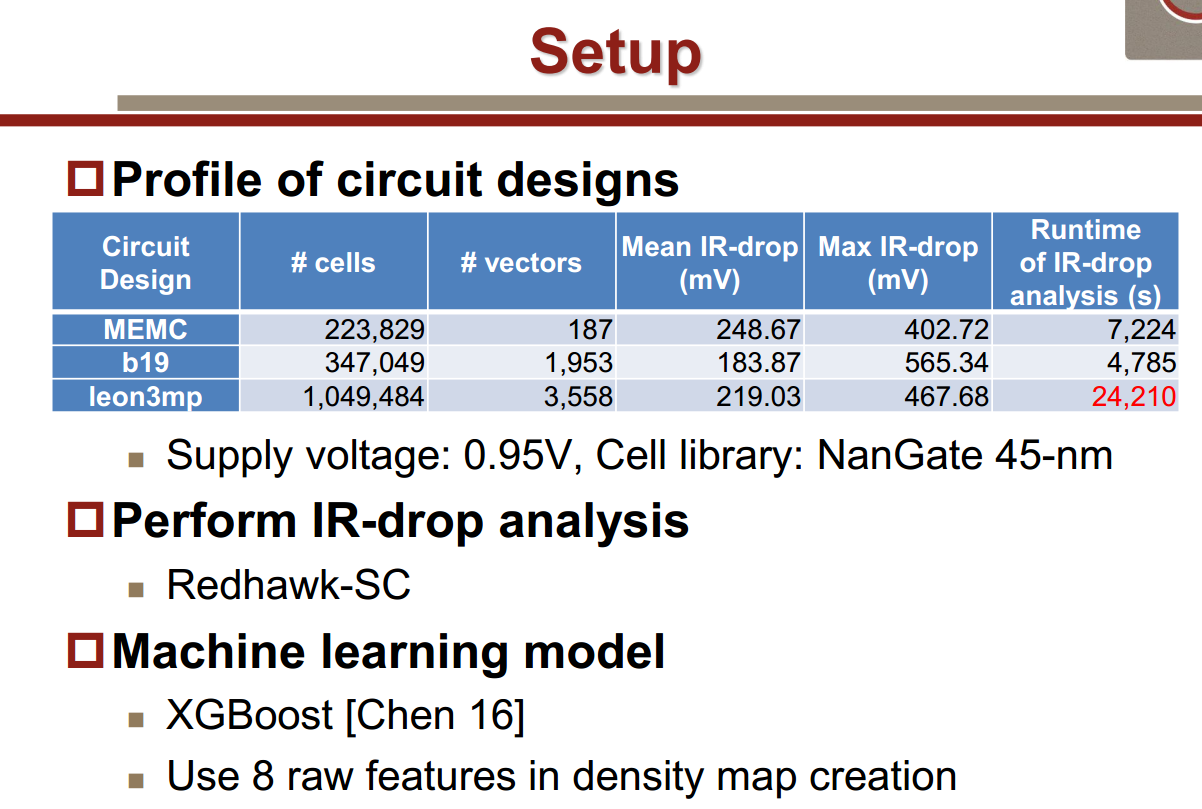 Setup
Profile of circuit designs
Circuit Design # cells # vectors Mean IR-drop (mV) Max IR-drop (mV) Runtime of IR-drop analysis (s)
MEMC 223,829 187 248.67 402.72 7,224
b19 347,049 1,953 183.87 565.34 4,785
leon3mp 1,049,484 3,558 219.03 467.68 24,210
Supply voltage: 0.95V, Cell library: NanGate 45-nm
Perform IR-drop analysis
Redhawk-SC
Machine learning model
XGBoost [Chen 16]
Use 8 raw features in density map creation